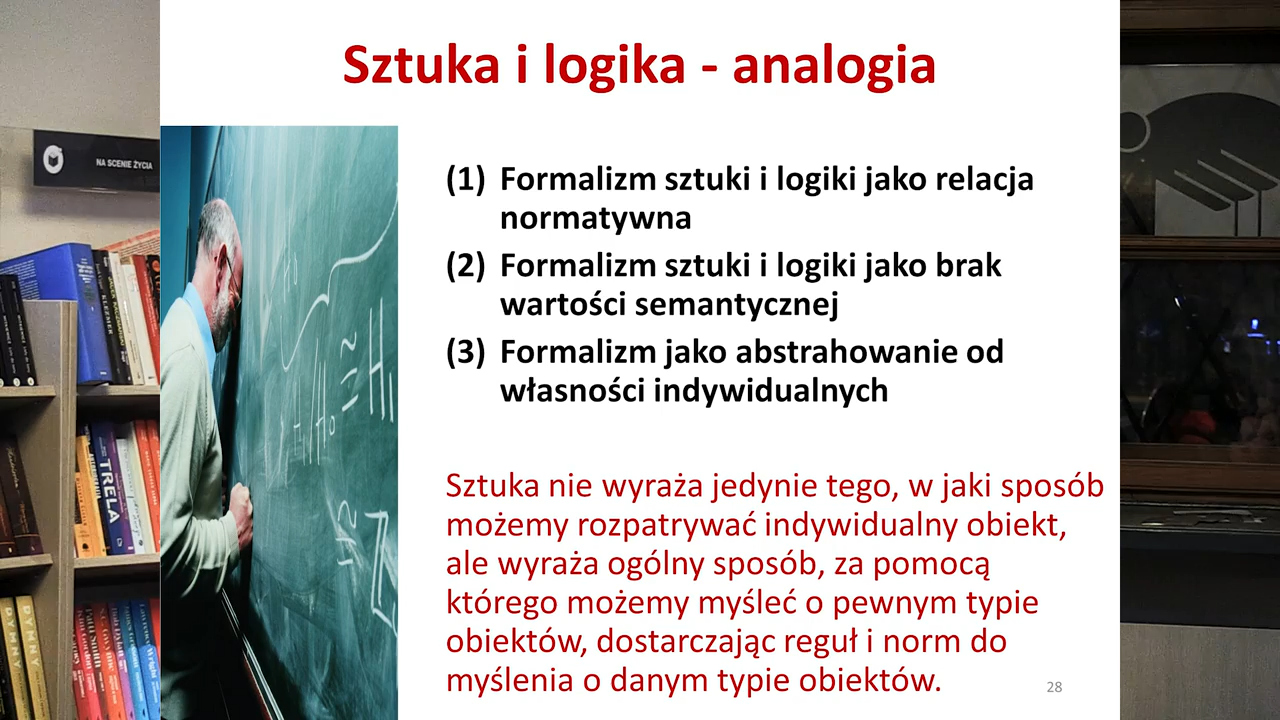 Sztuka i logika - analogia
NA SCENIE ŻYCIA
(1) Formalizm sztuki i logiki jako relacja
normatywna
(2) Formalizm sztuki i logiki jako brak
wartości semantycznej
(3) Formalizm jako abstrahowanie od
własności indywidualnych
Sztuka nie wyraża jedynie tego, w jaki sposób
możemy rozpatrywać indywidualny obiekt,
ale wyraża ogólny sposób, za pomocą
którego możemy myśleć o pewnym typie
obiektów, dostarczając reguł i norm do
myślenia o danym typie obiektów.
28
KLEZMER
TRELA
DYMNY
DYMNY